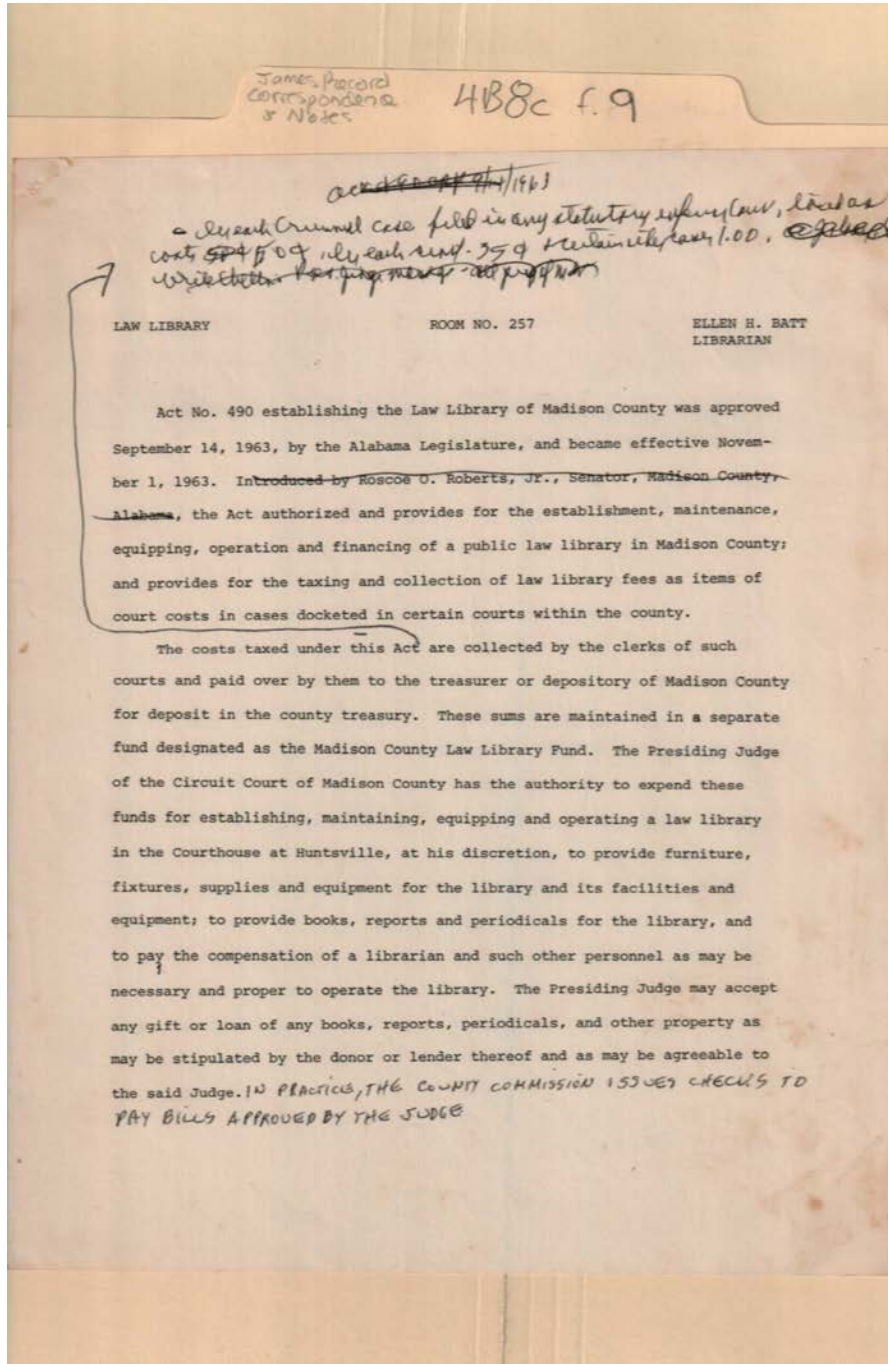 James Record
Correspondence
& Notes
4B8c f.9
/1963
each Criminal case filed in any statutory
costs 50¢ each 1.00.
LAW LIBRARY ROOM NO. 257 ELLEN H. BATT
LIBRARIAN
Act No. 490 establishing the Law Library of Madison County was approved
September 14, 1963, by the Alabama Legislature, and became effective Novem-
ber 1, 1963. Introduced by Roscoe O. Roberts, Jr., Senator, Madison County,
Alabama, the Act authorized and provides for the establishment, maintenance,
equipping, operation and financing of a public law library in Madison County;
and provides for the taxing and collection of law library fees as items of
court costs in cases docketed in certain courts within the county.
The costs taxed under this Act are collected by the clerks of such
courts and paid over by them to the treasurer or depository of Madison County
for deposit in the county treasury. These sums are maintained in a separate
fund designated as the Madison County Law Library Fund. The Presiding Judge
of the Circuit Court of Madison County has the authority to expend these
funds for establishing, maintaining, equipping and operating a law library
in the Courthouse at Huntsville, at his discretion, to provide furniture,
fixtures, supplies and equipment for the library and its facilities and
equipment; to provide books, reports and periodicals for the library, and
to pay the compensation of a librarian and such other personnel as may be
necessary and proper to operate the library. The Presiding Judge may accept
any gift or loan of any books, reports, periodicals, and other property as
may be stipulated by the donor or lender thereof and as may be agreeable to
the said Judge. IN PRACTICE, THE COUNTY COMMISSION ISSUES CHECKS TO
PAY BILLS APPROVED BY THE JUDGE